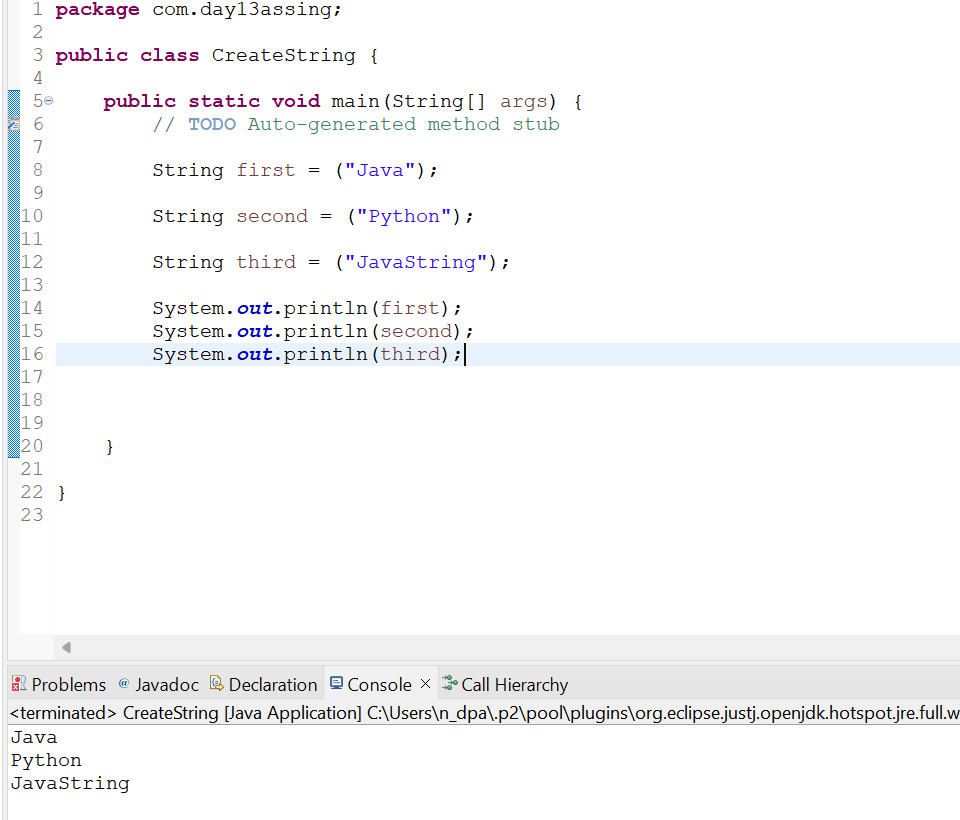 1 package com.day13assing;
2
3 public class CreateString {
4
5 public static void main(String[] args) {
6 // TODO Auto-generated method stub
7
8 String first = ("Java");
9
10 String second = ("Python");
11
12 String third = ("JavaString");
13
14 System.out.println(first);
15 System.out.println(second);
16 System.out.println(third);
17
18
19
20 }
21
22 }
23
Problems @ Javadoc Declaration Console × Call Hierarchy
<terminated> CreateString [Java Application] C:\Users\n_dpa\.p2\pool\plugins\org.eclipse.justj.openjdk.hotspot.jre.full.w
Java
Python
JavaString